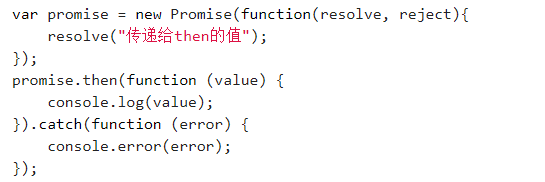 var promise = new Promise(function(resolve, reject){
    resolve("传递给then的值");
});
promise.then(function (value) {
    console.log(value);
}).catch(function (error) {
    console.error(error);
});